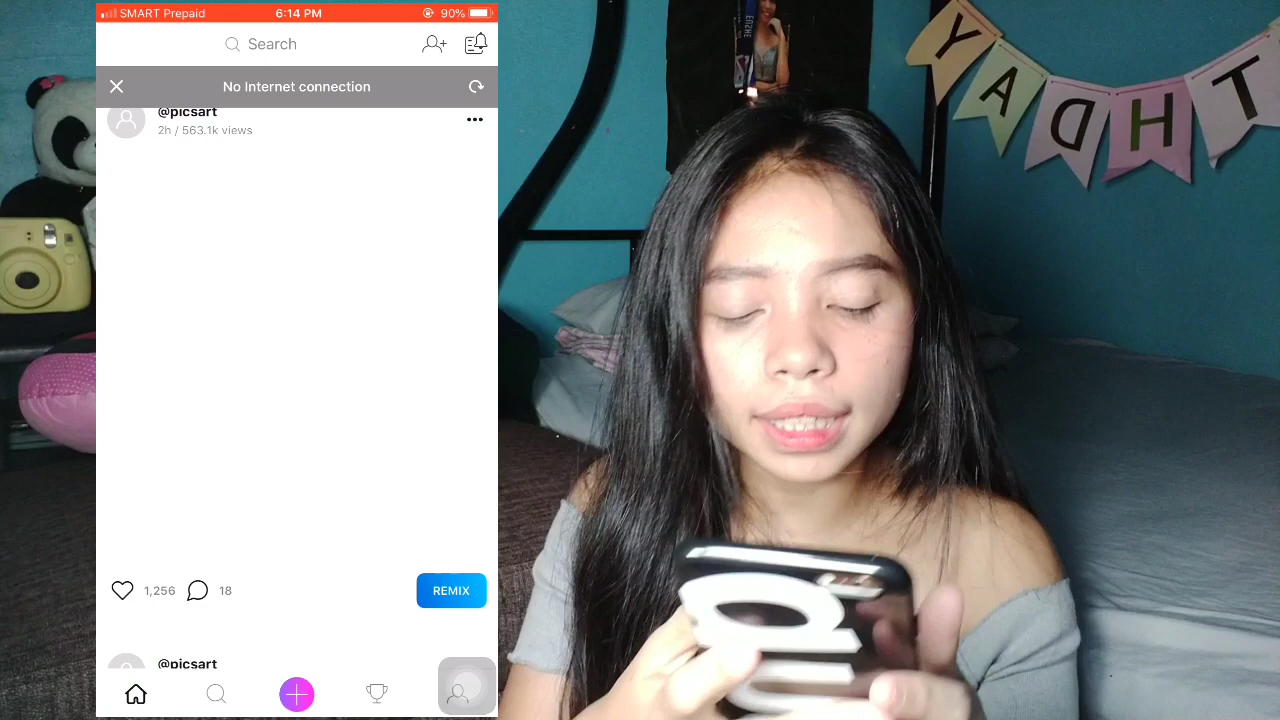 SMART Prepaid
6:14 PM
90%
Search
No Internet connection
@picsart
2h / 563.1k views
1,256
18
REMIX
@picsart
YADHT